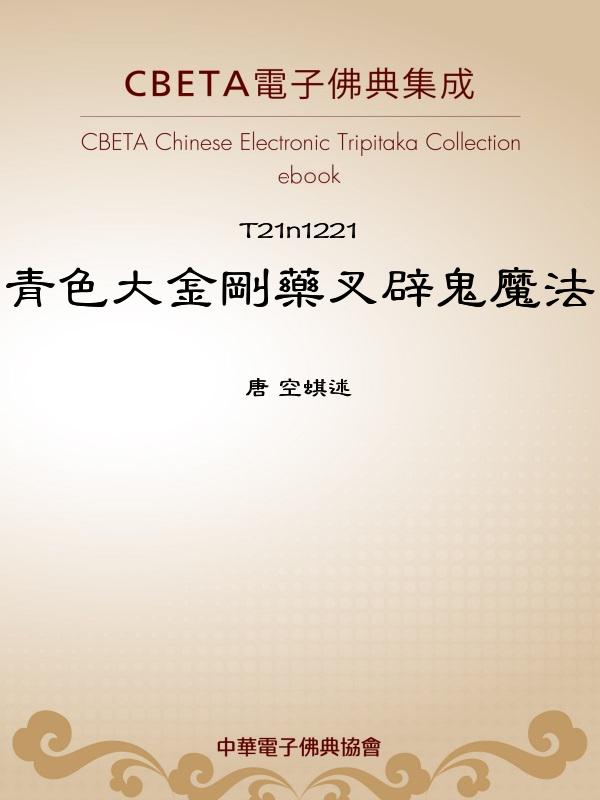 CBETA電子佛典集成
CBETA Chinese Electronic Tripitaka Collection
ebook
T21n1221
青色大金剛藥叉辟鬼魔法
唐 空蜞述
中華電子佛典協會